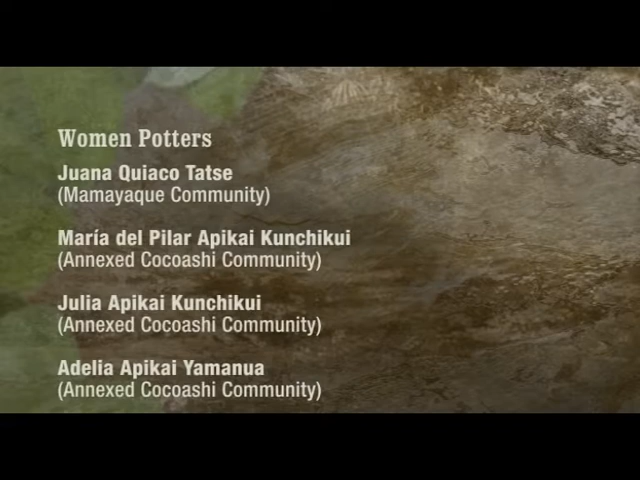 Women Potters
Juana Quiaco Tatse
(Mamayaque Community)
María del Pilar Apikai Kunchikui
(Annexed Cocoashi Community)
Julia Apikai Kunchikui
(Annexed Cocoashi Community)
Adelia Apikai Yamanua
(Annexed Cocoashi Community)